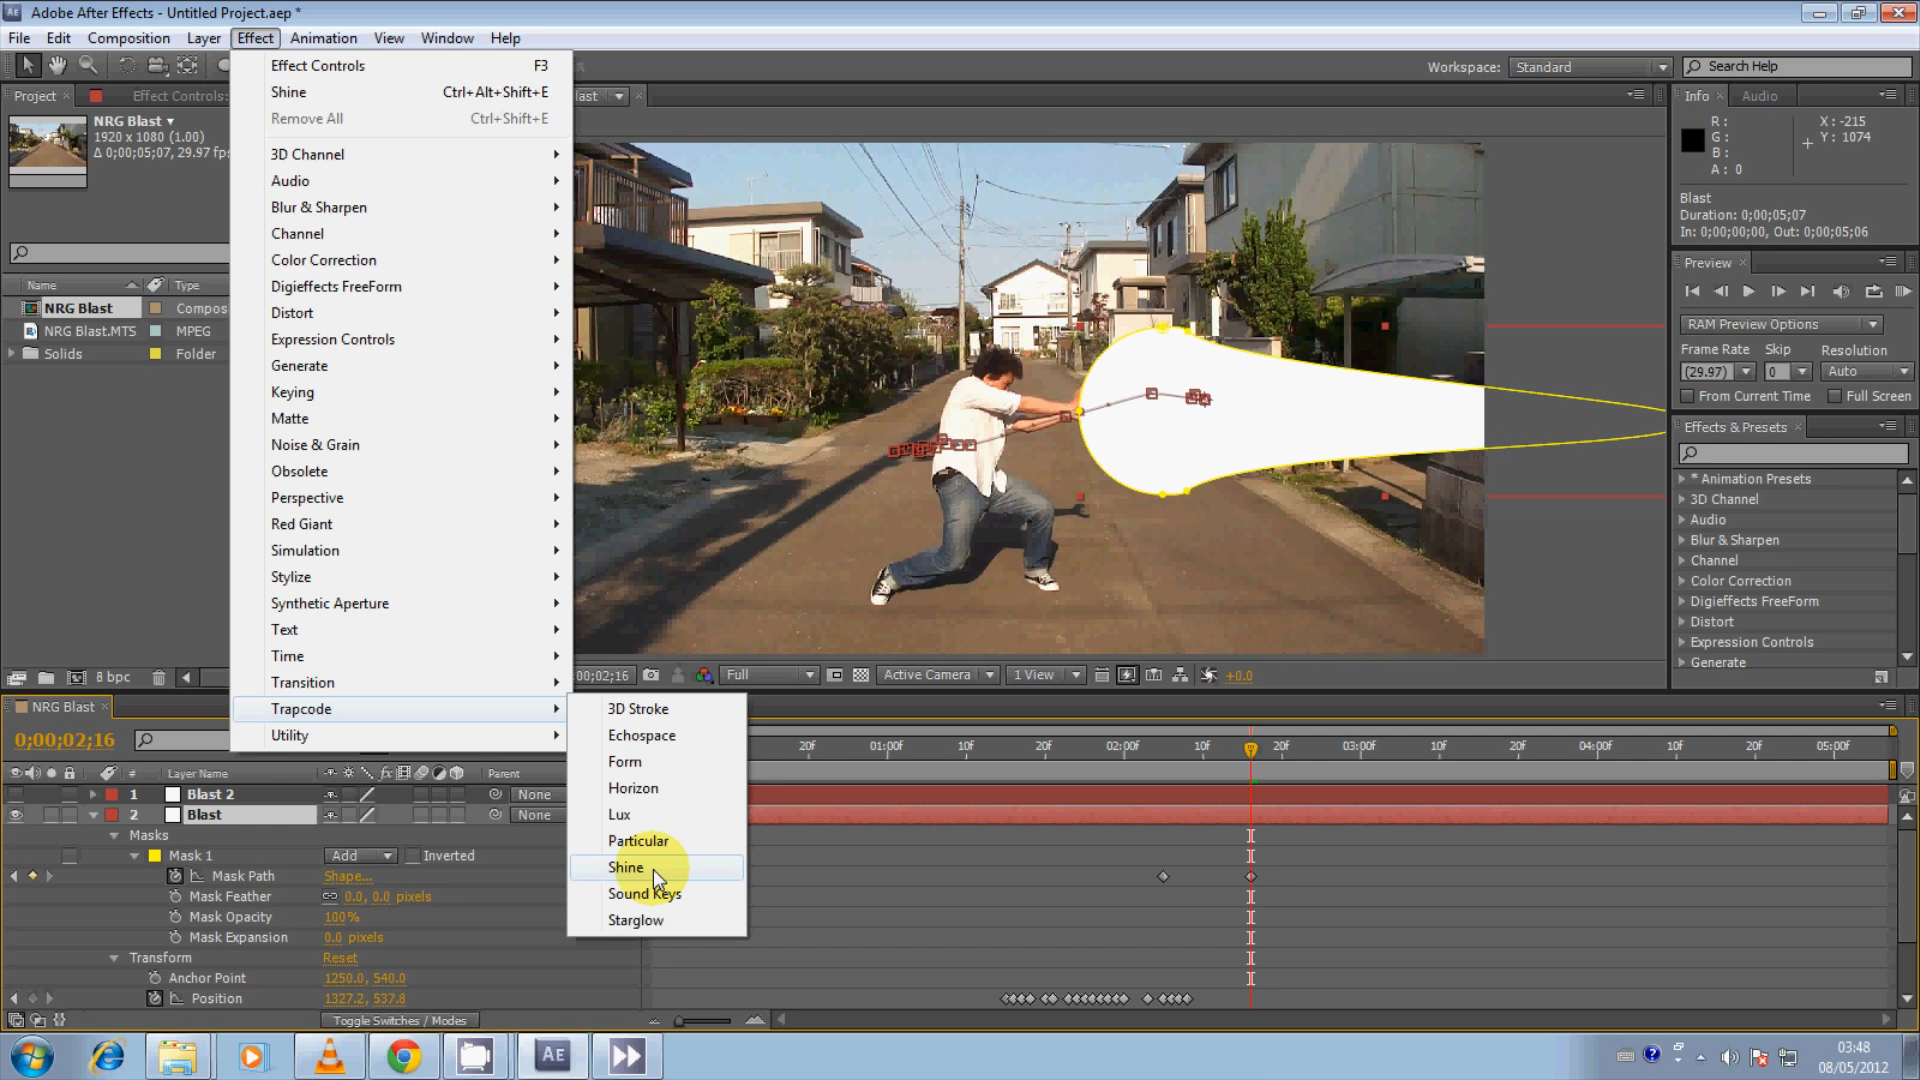 Adobe After Effects - Untitled Project.aep *
File Edit Composition Layer Effect Animation View Window Help
Workspace: Standard Search Help
Project Effect Controls:
NRG Blast
1920 x 1080 (1.00)
Δ 0;00;05;07, 29.97 fps
Name Type
NRG Blast Compos
NRG Blast.MTS MPEG
Solids Folder
8 bpc
Effect Controls F3
Shine Ctrl+Alt+Shift+E
Remove All Ctrl+Shift+E
3D Channel
Audio
Blur & Sharpen
Channel
Color Correction
Digieffects FreeForm
Distort
Expression Controls
Generate
Keying
Matte
Noise & Grain
Obsolete
Perspective
Red Giant
Simulation
Stylize
Synthetic Aperture
Text
Time
Transition
Trapcode
Utility
3D Stroke
Echospace
Form
Horizon
Lux
Particular
Shine
Sound Keys
Starglow
last
00;02;16 Full Active Camera 1 View +0.0
Info Audio
R:
G:
B:
A: 0
X: -215
Y: 1074
Blast
Duration: 0;00;05;07
In: 0;00;00;00, Out: 0;00;05;06
Preview
RAM Preview Options
Frame Rate Skip Resolution
(29.97) 0 Auto
From Current Time Full Screen
Effects & Presets
* Animation Presets
3D Channel
Audio
Blur & Sharpen
Channel
Color Correction
Digieffects FreeForm
Distort
Expression Controls
Generate
NRG Blast
0;00;02;16
20f 01:00f 10f 20f 02:00f 10f 20f 03:00f 10f 20f 04:00f 10f 20f 05:00f
# Layer Name Parent
1 Blast 2 None
2 Blast None
Masks
Mask 1 Add Inverted
Mask Path Shape...
Mask Feather 0.0, 0.0 pixels
Mask Opacity 100%
Mask Expansion 0.0 pixels
Transform Reset
Anchor Point 1250.0, 540.0
Position 1327.2, 537.8
Toggle Switches / Modes
AE
03:48
08/05/2012